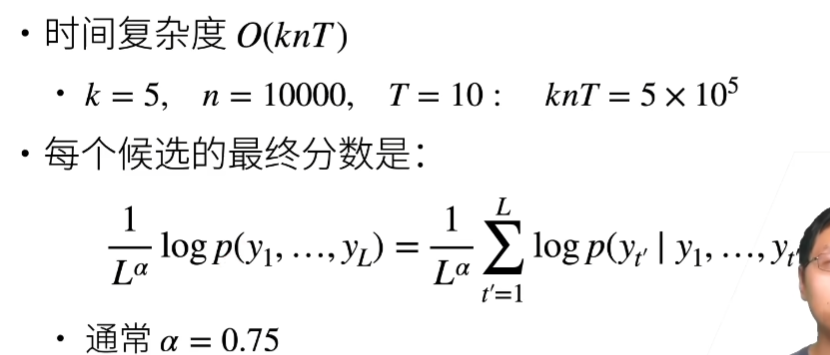 • 时间复杂度 O(knT)
• k = 5, n = 10000, T = 10 : knT = 5 × 10⁵
• 每个候选的最终分数是：
1/L^α log p(y₁, …, y_L) = 1/L^α ∑_{t′=1}^{L} log p(y_{t′} | y₁, …, y_t
• 通常 α = 0.75